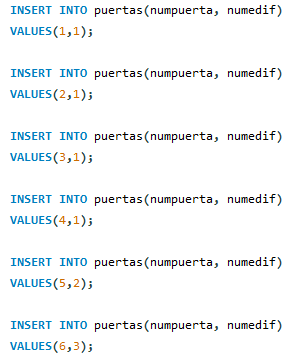 INSERT INTO puertas(numpuerta, numedif)
VALUES(1,1);
INSERT INTO puertas(numpuerta, numedif)
VALUES(2,1);
INSERT INTO puertas(numpuerta, numedif)
VALUES(3,1);
INSERT INTO puertas(numpuerta, numedif)
VALUES(4,1);
INSERT INTO puertas(numpuerta, numedif)
VALUES(5,2);
INSERT INTO puertas(numpuerta, numedif)
VALUES(6,3);